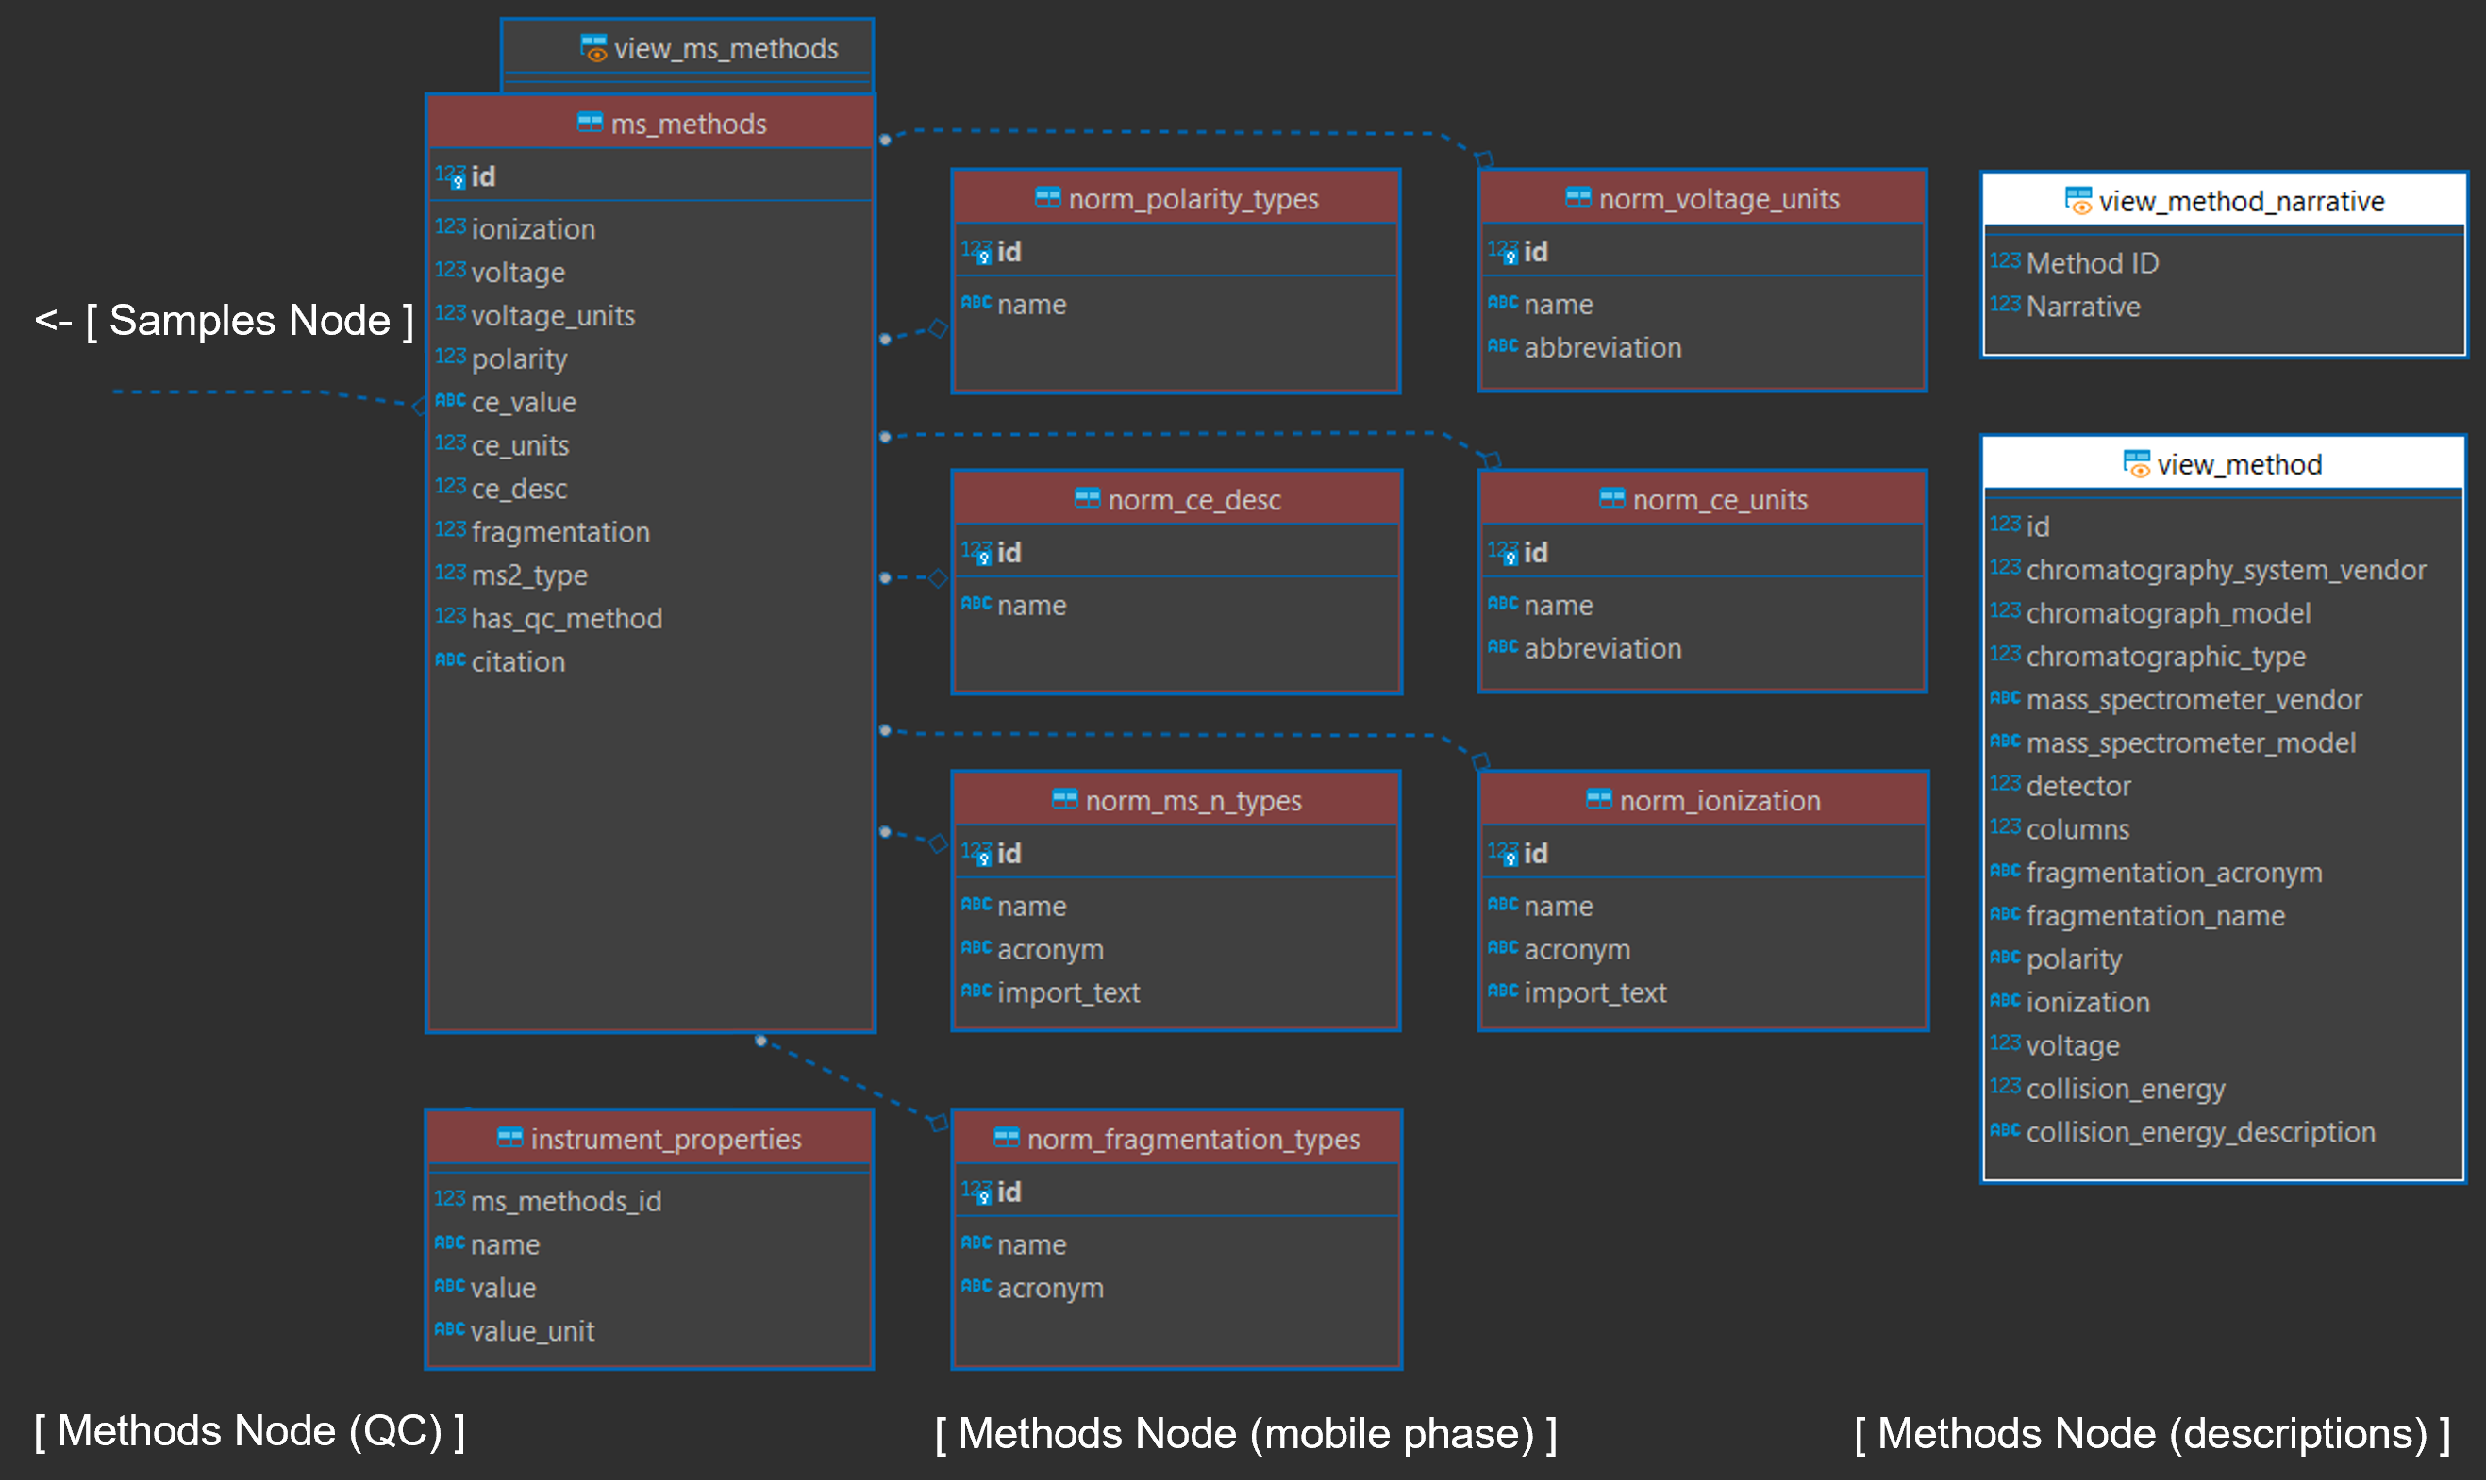 view_ms_methods
ms_methods
123 id
123 ionization
123 voltage
123 voltage_units
123 polarity
ABC ce_value
123 ce_units
123 ce_desc
123 fragmentation
123 ms2_type
123 has_qc_method
ABC citation
<- [ Samples Node ]
norm_polarity_types
123 id
ABC name
norm_voltage_units
123 id
ABC name
ABC abbreviation
view_method_narrative
123 Method ID
123 Narrative
norm_ce_desc
123 id
ABC name
norm_ce_units
123 id
ABC name
ABC abbreviation
view_method
123 id
123 chromatography_system_vendor
123 chromatograph_model
123 chromatographic_type
ABC mass_spectrometer_vendor
ABC mass_spectrometer_model
123 detector
123 columns
ABC fragmentation_acronym
ABC fragmentation_name
ABC polarity
ABC ionization
123 voltage
123 collision_energy
ABC collision_energy_description
norm_ms_n_types
123 id
ABC name
ABC acronym
ABC import_text
norm_ionization
123 id
ABC name
ABC acronym
ABC import_text
instrument_properties
123 ms_methods_id
ABC name
ABC value
ABC value_unit
norm_fragmentation_types
123 id
ABC name
ABC acronym
[ Methods Node (QC) ]
[ Methods Node (mobile phase) ]
[ Methods Node (descriptions) ]